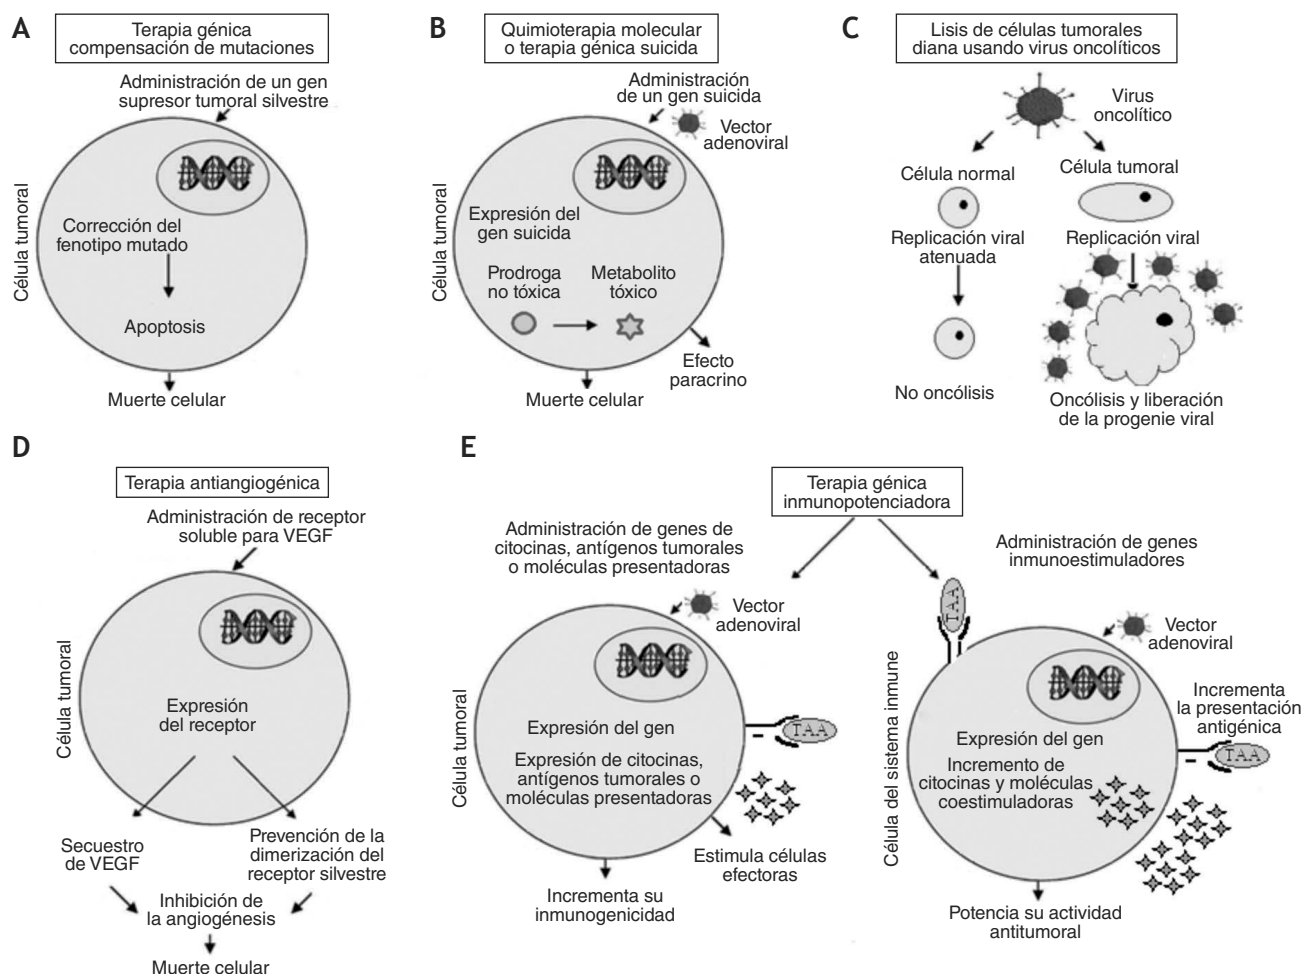 A
Terapia génica
compensación de mutaciones
Administración de un gen
supresor tumoral silvestre
Célula tumoral
Corrección del
fenotipo mutado
Apoptosis
Muerte celular
B
Quimioterapia molecular
o terapia génica suicida
Administración
de un gen suicida
Vector
adenoviral
Expresión del
gen suicida
Prodroga
no tóxica
Metabolito
tóxico
Efecto
paracrino
Muerte celular
Célula tumoral
C
Lisis de células tumorales
diana usando virus oncolíticos
Virus
oncolítico
Célula normal
Célula tumoral
Replicación viral
atenuada
Replicación viral
No oncólisis
Oncólisis y liberación
de la progenie viral
D
Terapia antiangiogénica
Administración de receptor
soluble para VEGF
Célula tumoral
Expresión
del receptor
Secuestro
de VEGF
Prevención de la
dimerización del
receptor silvestre
Inhibición de
la angiogénesis
Muerte celular
E
Terapia génica
inmunopotenciadora
Administración de genes de
citocinas, antígenos tumorales
o moléculas presentadoras
Vector
adenoviral
Célula tumoral
Expresión del gen
Expresión de citocinas,
antígenos tumorales o
moléculas presentadoras
TAA
Estimula células
efectoras
Incrementa su
inmunogenicidad
Administración de genes
inmunoestimuladores
TAA
Vector
adenoviral
Célula del sistema inmune
Incrementa
la presentación
antigénica
TAA
Expresión del gen
Incremento de
citocinas y moléculas
coestimuladoras
Potencia su actividad
antitumoral